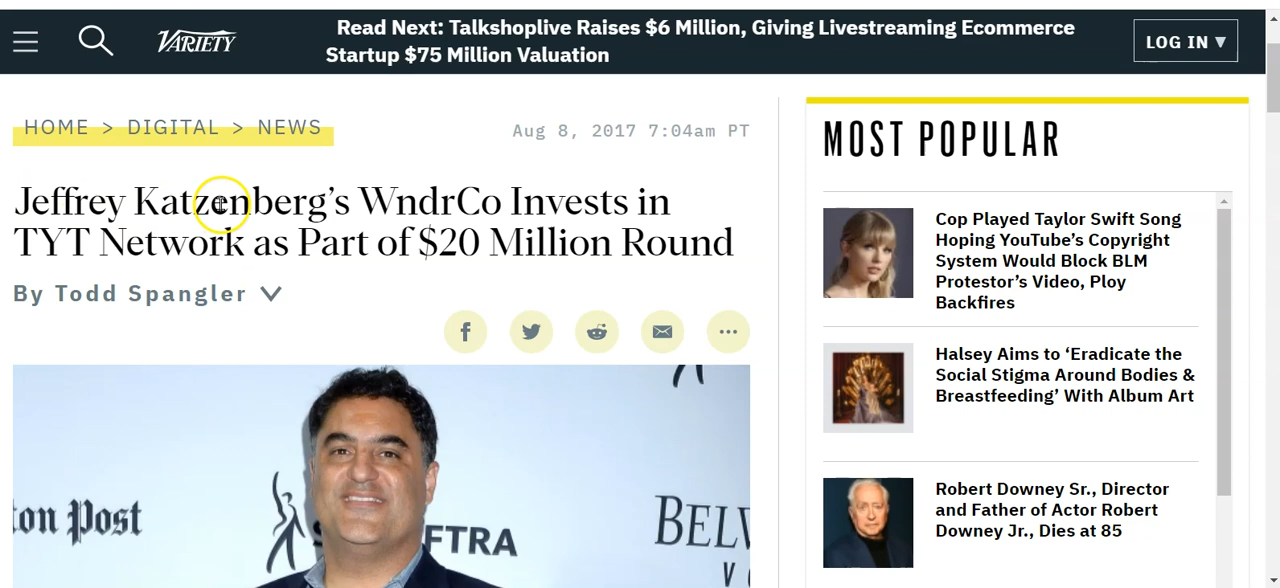 VARIETY
Read Next: Talkshoplive Raises $6 Million, Giving Livestreaming Ecommerce
Startup $75 Million Valuation
LOG IN ▼
HOME > DIGITAL > NEWS
Aug 8, 2017 7:04am PT
Jeffrey Katzenberg’s WndrCo Invests in
TYT Network as Part of $20 Million Round
By Todd Spangler
on Post
FTRA
BELV
V
MOST POPULAR
Cop Played Taylor Swift Song
Hoping YouTube’s Copyright
System Would Block BLM
Protestor’s Video, Ploy
Backfires
Halsey Aims to ‘Eradicate the
Social Stigma Around Bodies &
Breastfeeding’ With Album Art
Robert Downey Sr., Director
and Father of Actor Robert
Downey Jr., Dies at 85